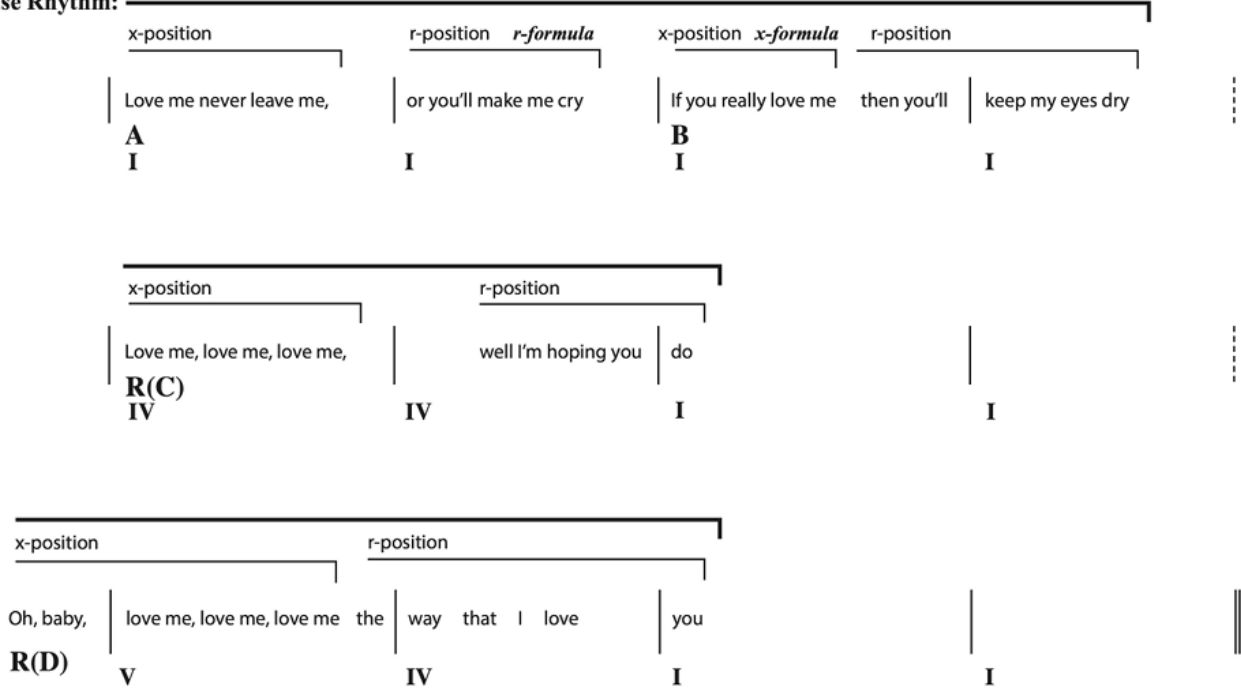 se Rhythm:
x-position r-position r-formula x-position x-formula r-position
Love me never leave me, or you'll make me cry If you really love me then you'll keep my eyes dry
A B
I I I I
x-position r-position
Love me, love me, love me, well I'm hoping you do
R(C)
IV IV I I
x-position r-position
Oh, baby, love me, love me, love me the way that I love you
R(D)
V IV I I